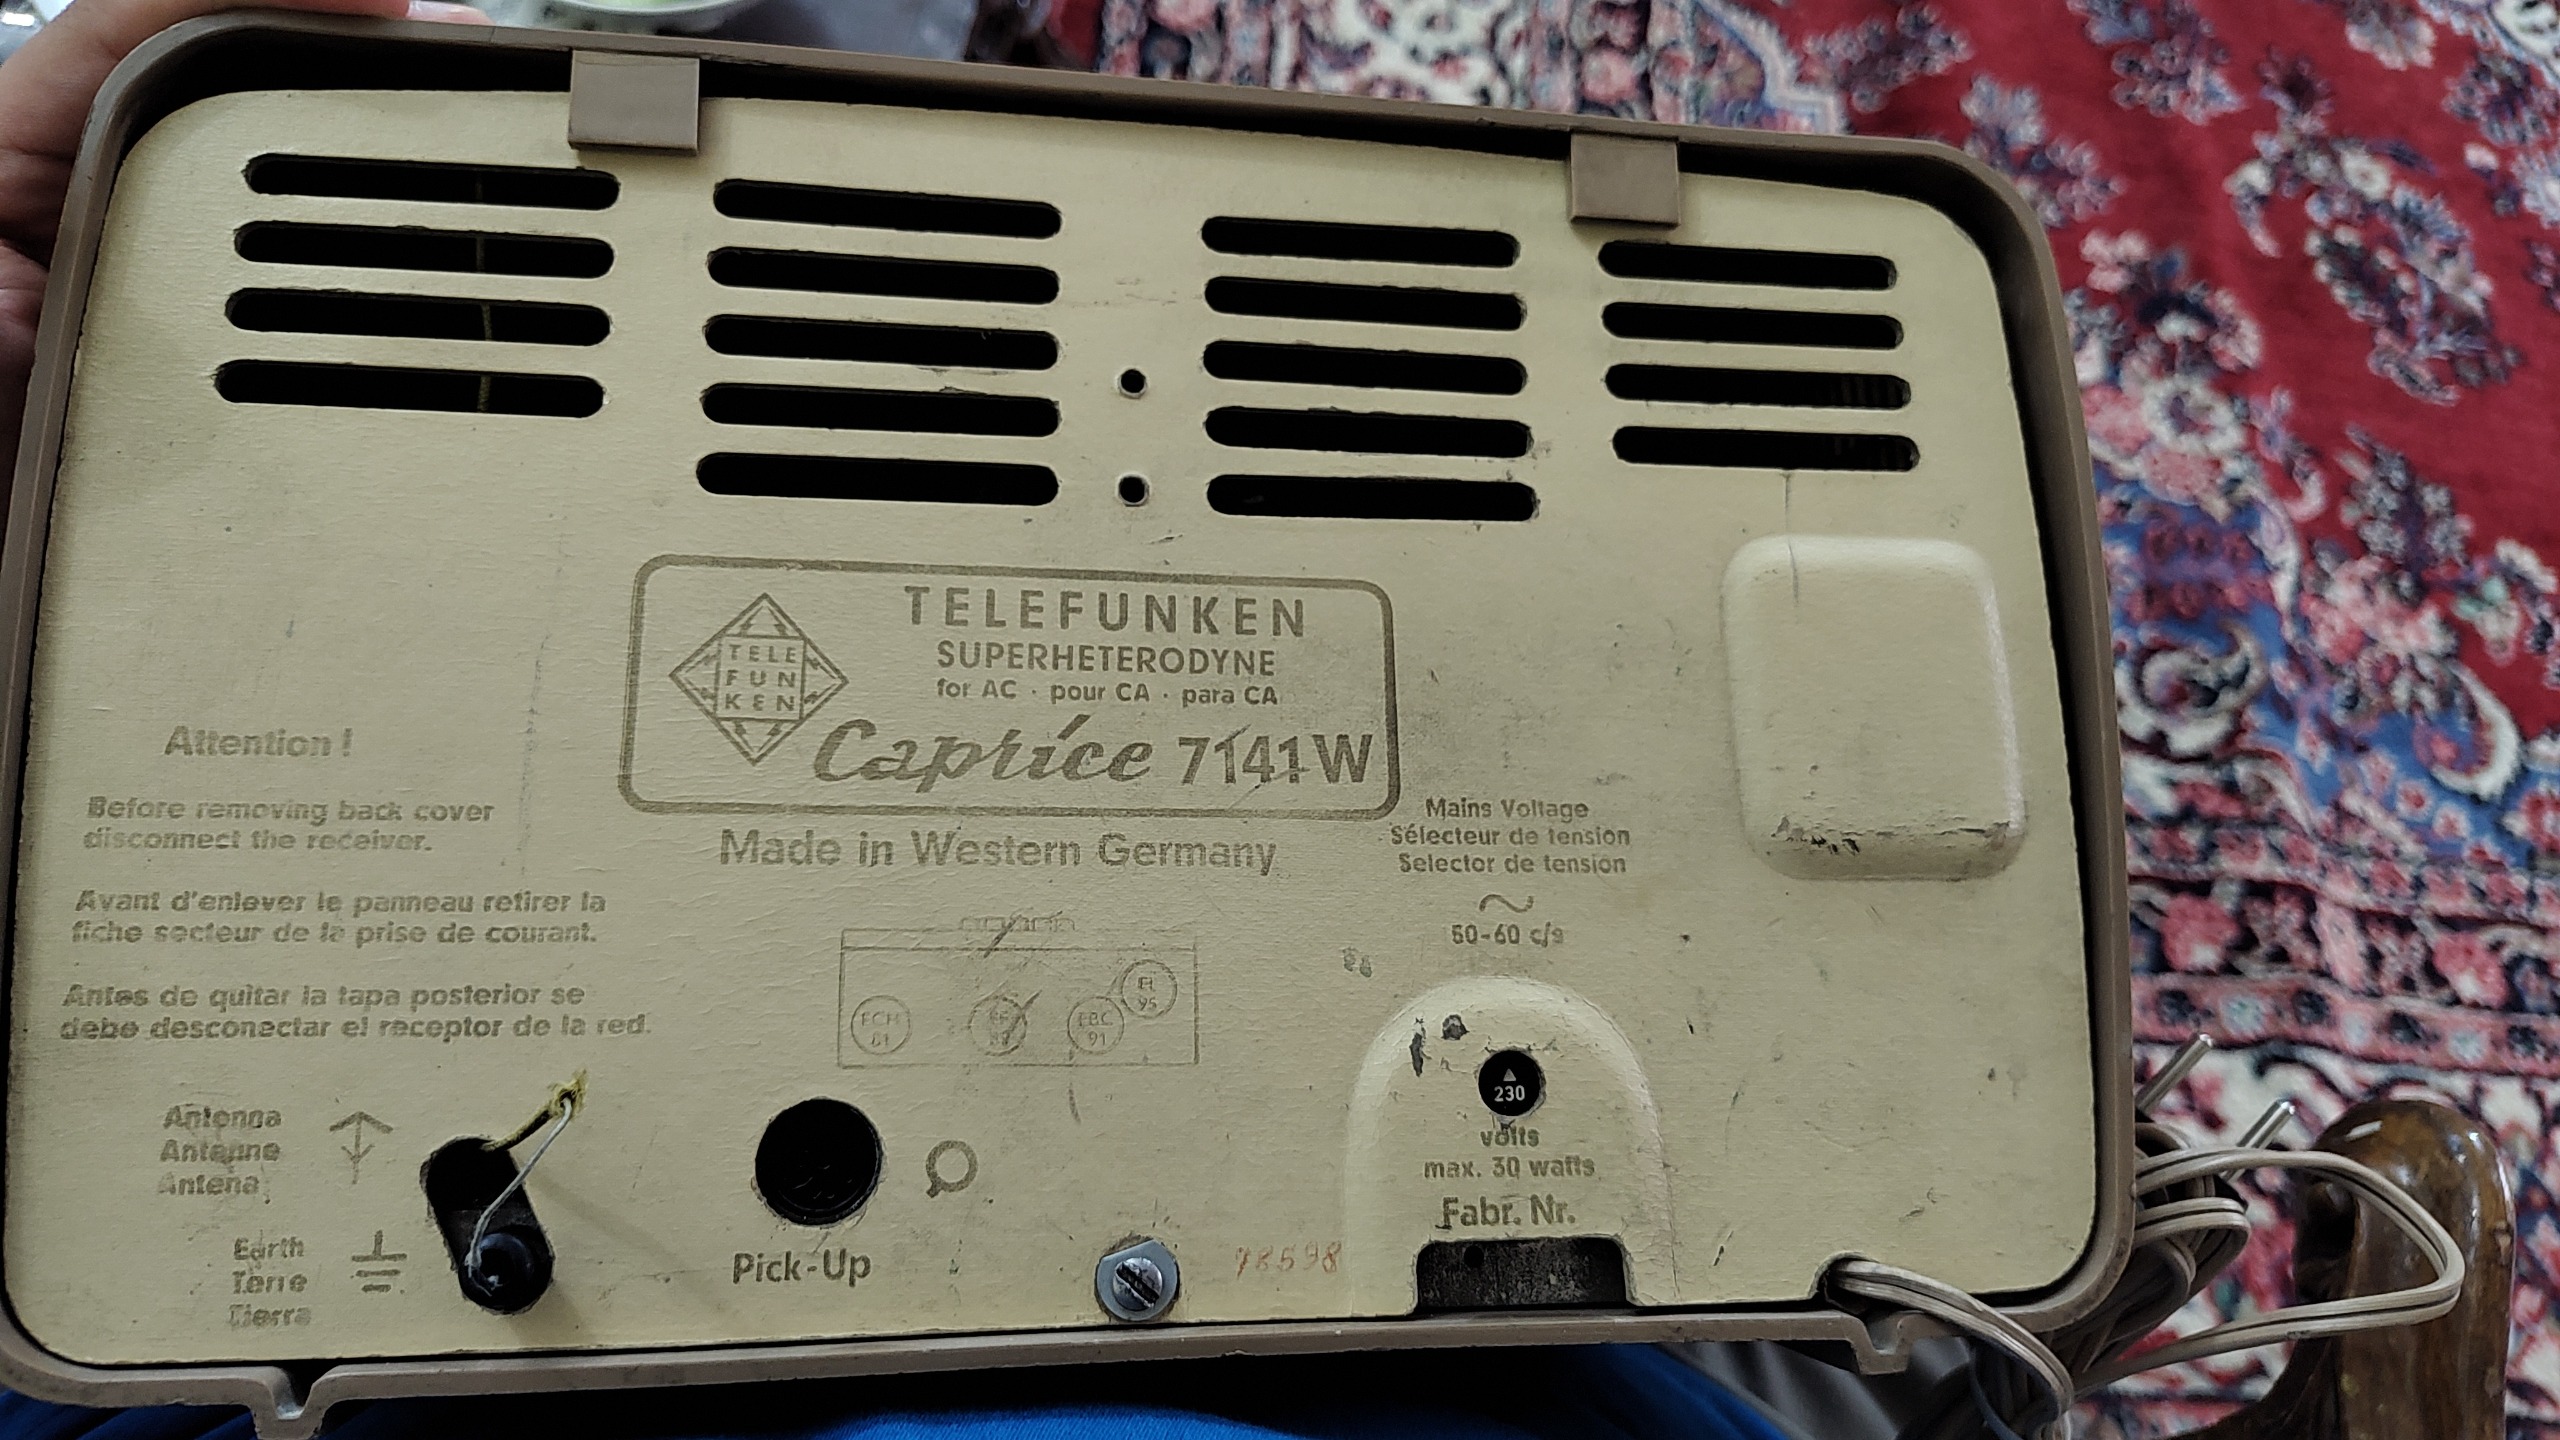 TELEFUNKEN
SUPERHETERODYNE
for AC · pour CA · para CA
TELE
FUN
KEN
Caprice 7141W
Made in Western Germany
Attention!
Before removing back cover
disconnect the receiver.
Avant d'enlever le panneau retirer la
fiche secteur de la prise de courant.
Antes de quitar la tapa posterior se
debe desconectar el receptor de la red.
Mains Voltage
Sélecteur de tension
Selector de tension
50-60 c/s
ECH
81
EF
89
EBC
91
EL
95
230
volts
max. 30 watts
Fabr. Nr.
Antenna
Antenne
Antena
Earth
Terre
Tierra
Pick-Up
78598